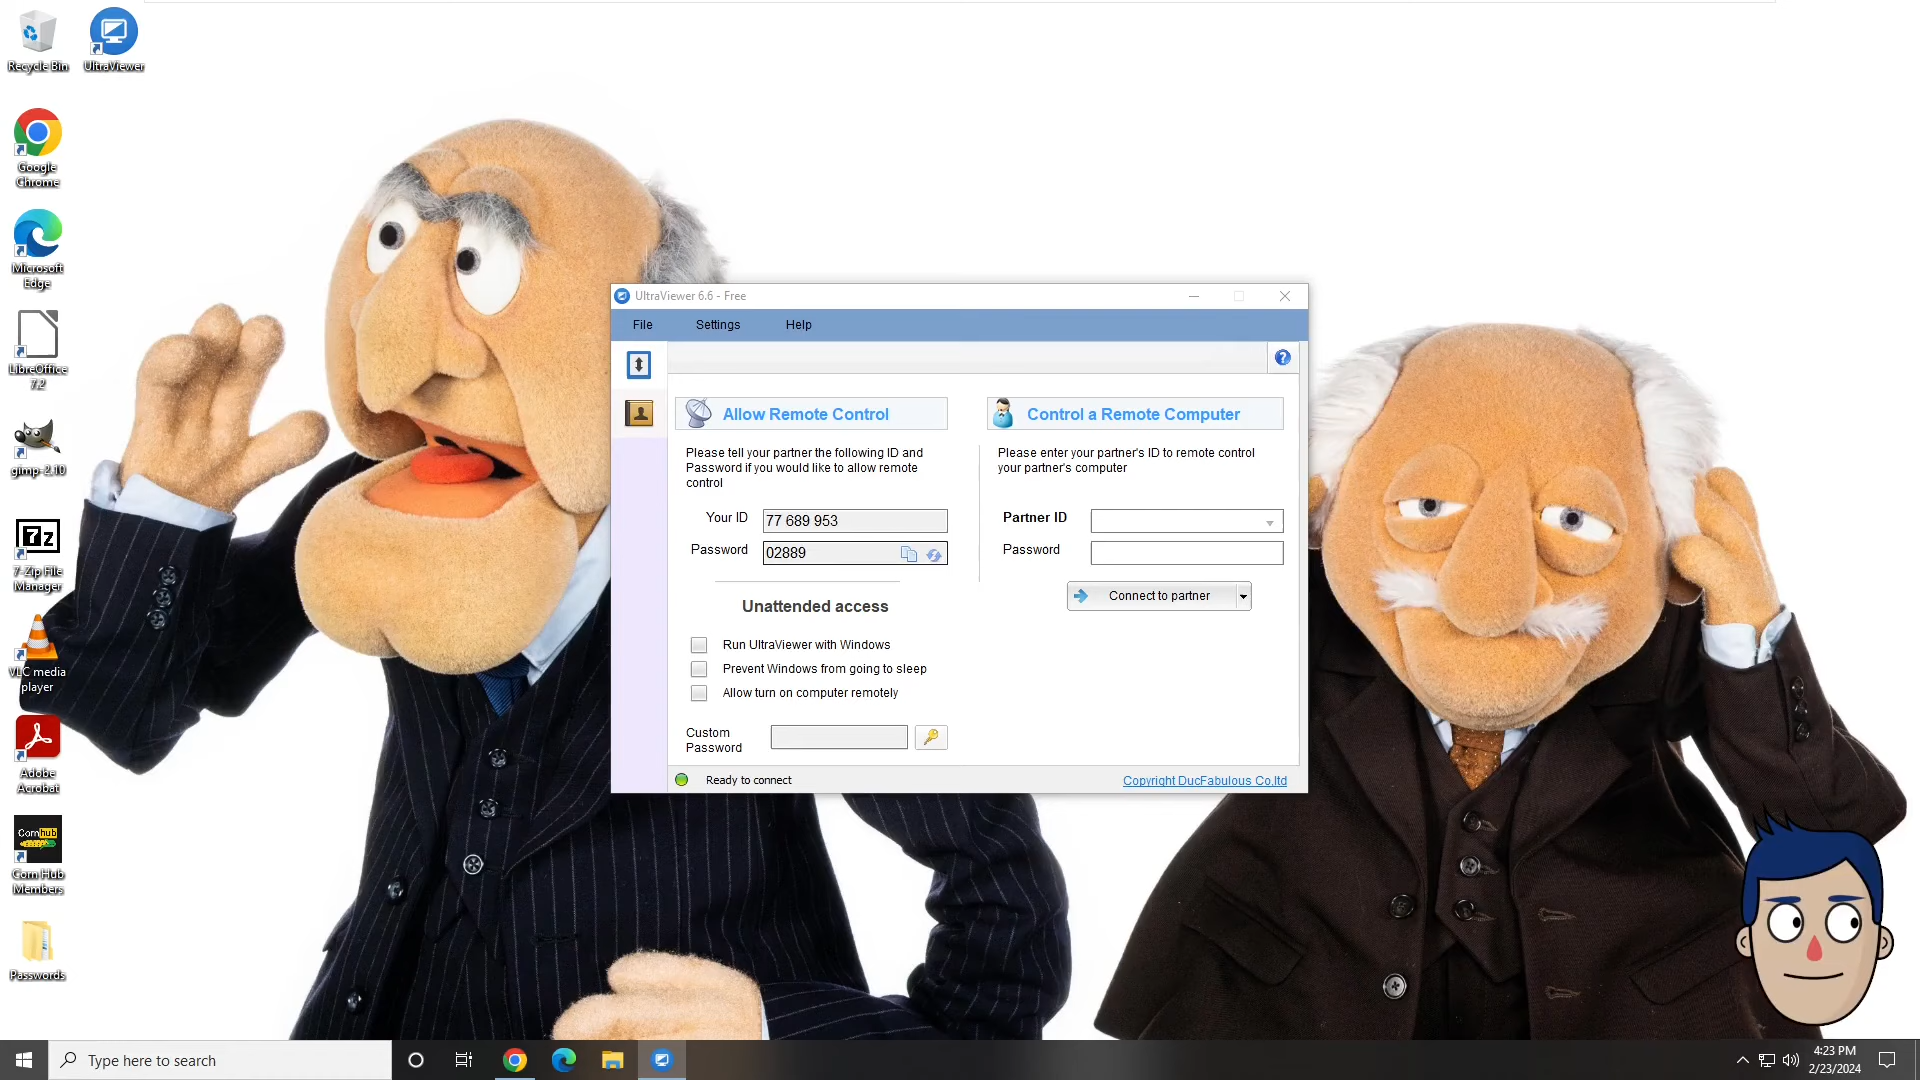 Recycle Bin
UltraViewer
Google
Chrome
Microsoft
Edge
LibreOffice
7.2
gimp-2.10
7z
7-Zip File
Manager
VLC media
player
Adobe
Acrobat
Cornhub
Corn Hub
Members
Passwords
UltraViewer 6.6 - Free
File Settings Help
Allow Remote Control
Please tell your partner the following ID and
Password if you would like to allow remote
control
Your ID 77 689 953
Password 02889
Unattended access
Run UltraViewer with Windows
Prevent Windows from going to sleep
Allow turn on computer remotely
Custom
Password
Control a Remote Computer
Please enter your partner's ID to remote control
your partner's computer
Partner ID
Password
Connect to partner
Ready to connect
Copyright DucFabulous Co,ltd
Type here to search
4:23 PM
2/23/2024